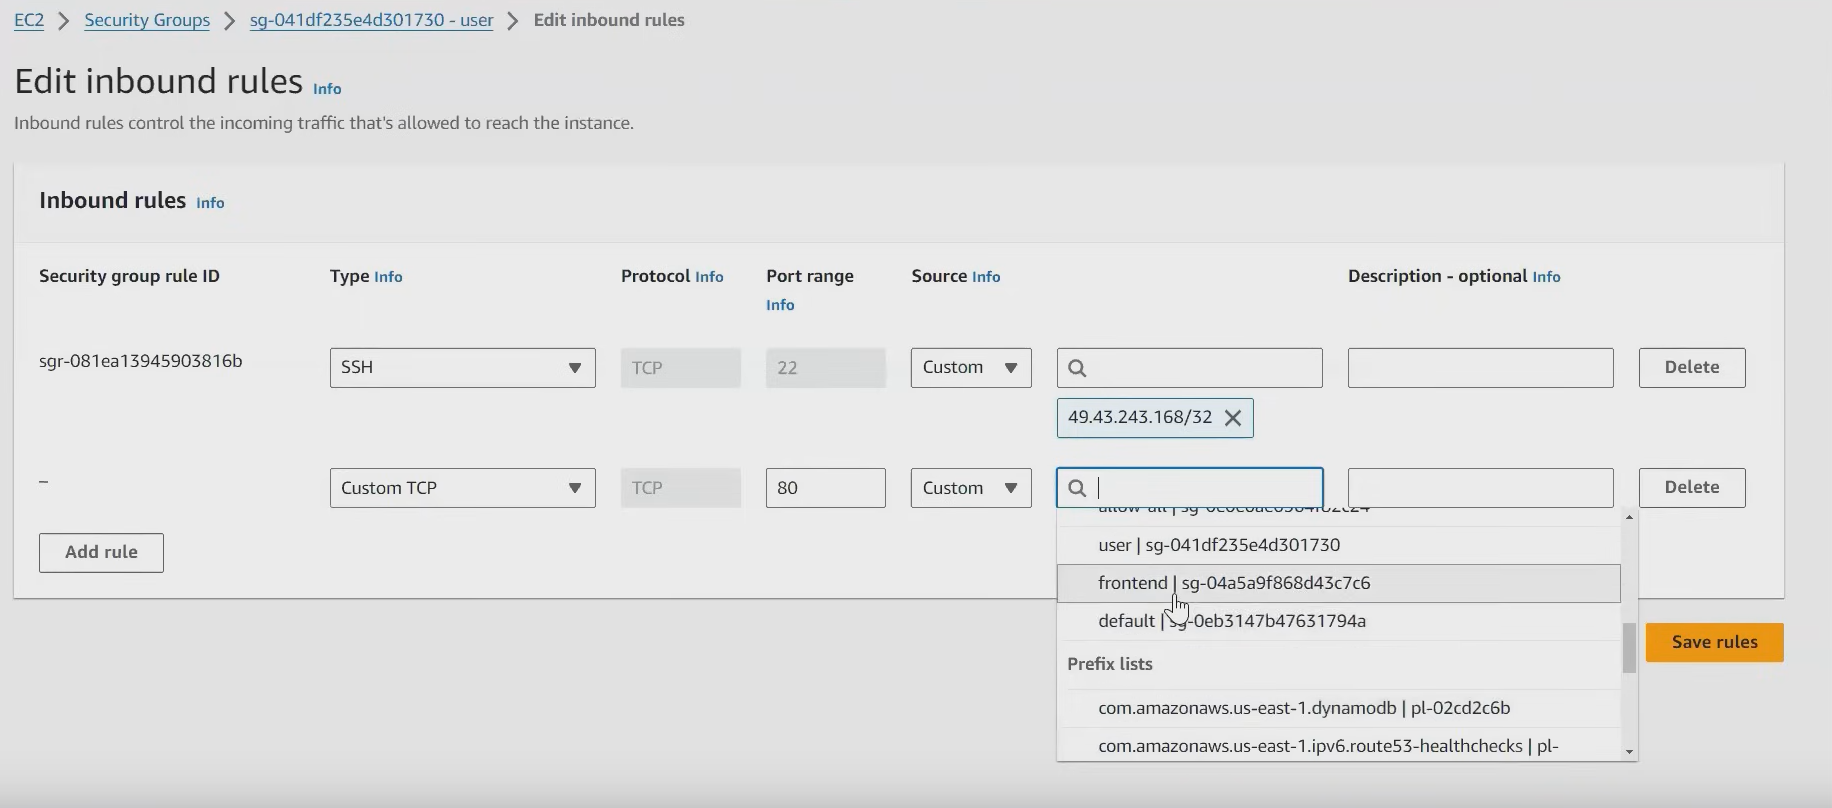 EC2 > Security Groups > sg-041df235e4d301730 - user > Edit inbound rules
Edit inbound rules Info
Inbound rules control the incoming traffic that's allowed to reach the instance.
Inbound rules Info
Security group rule ID Type Info Protocol Info Port range Info Source Info Description - optional Info
sgr-081ea13945903816b SSH TCP 22 Custom Delete
49.43.243.168/32
– Custom TCP TCP 80 Custom Delete
user | sg-041df235e4d301730
Add rule
frontend | sg-04a5a9f868d43c7c6
default | sg-0eb3147b47631794a
Save rules
Prefix lists
com.amazonaws.us-east-1.dynamodb | pl-02cd2c6b
com.amazonaws.us-east-1.ipv6.route53-healthchecks | pl-